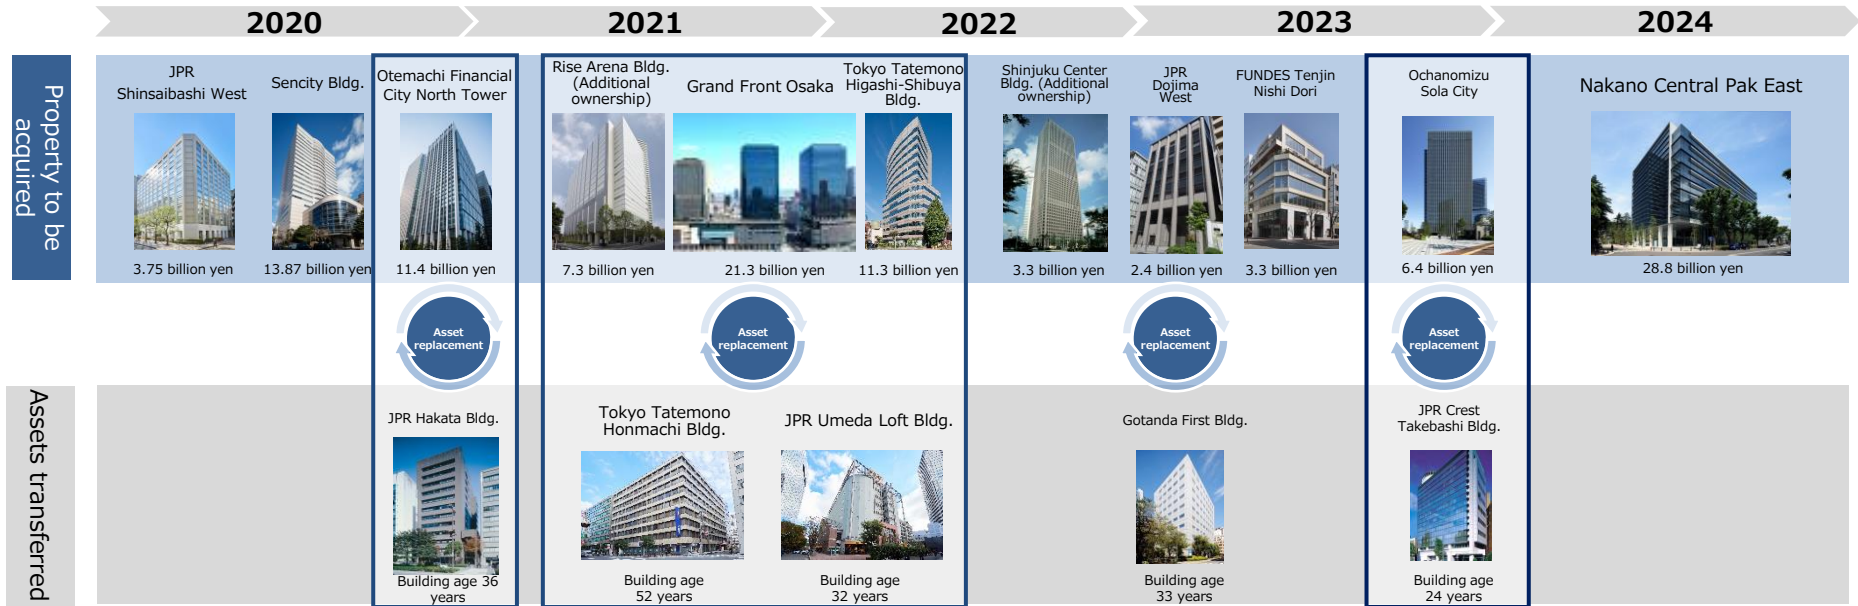 2020
2021
2022
2023
2024
Property to be
acquired
JPR
Shinsaibashi West
3.75 billion yen
Sencity Bldg.
13.87 billion yen
Otemachi Financial
City North Tower
11.4 billion yen
Rise Arena Bldg.
(Additional
ownership)
7.3 billion yen
Grand Front Osaka
21.3 billion yen
Tokyo Tatemono
Higashi-Shibuya
Bldg.
11.3 billion yen
Shinjuku Center
Bldg. (Additional
ownership)
3.3 billion yen
JPR
Dojima
West
2.4 billion yen
FUNDES Tenjin
Nishi Dori
3.3 billion yen
Ochanomizu
Sola City
6.4 billion yen
Nakano Central Pak East
28.8 billion yen
Asset
replacement
Asset
replacement
Asset
replacement
Asset
replacement
Assets transferred
JPR Hakata Bldg.
Building age 36
years
Tokyo Tatemono
Honmachi Bldg.
Building age
52 years
JPR Umeda Loft Bldg.
Building age
32 years
Gotanda First Bldg.
Building age
33 years
JPR Crest
Takebashi Bldg.
Building age
24 years